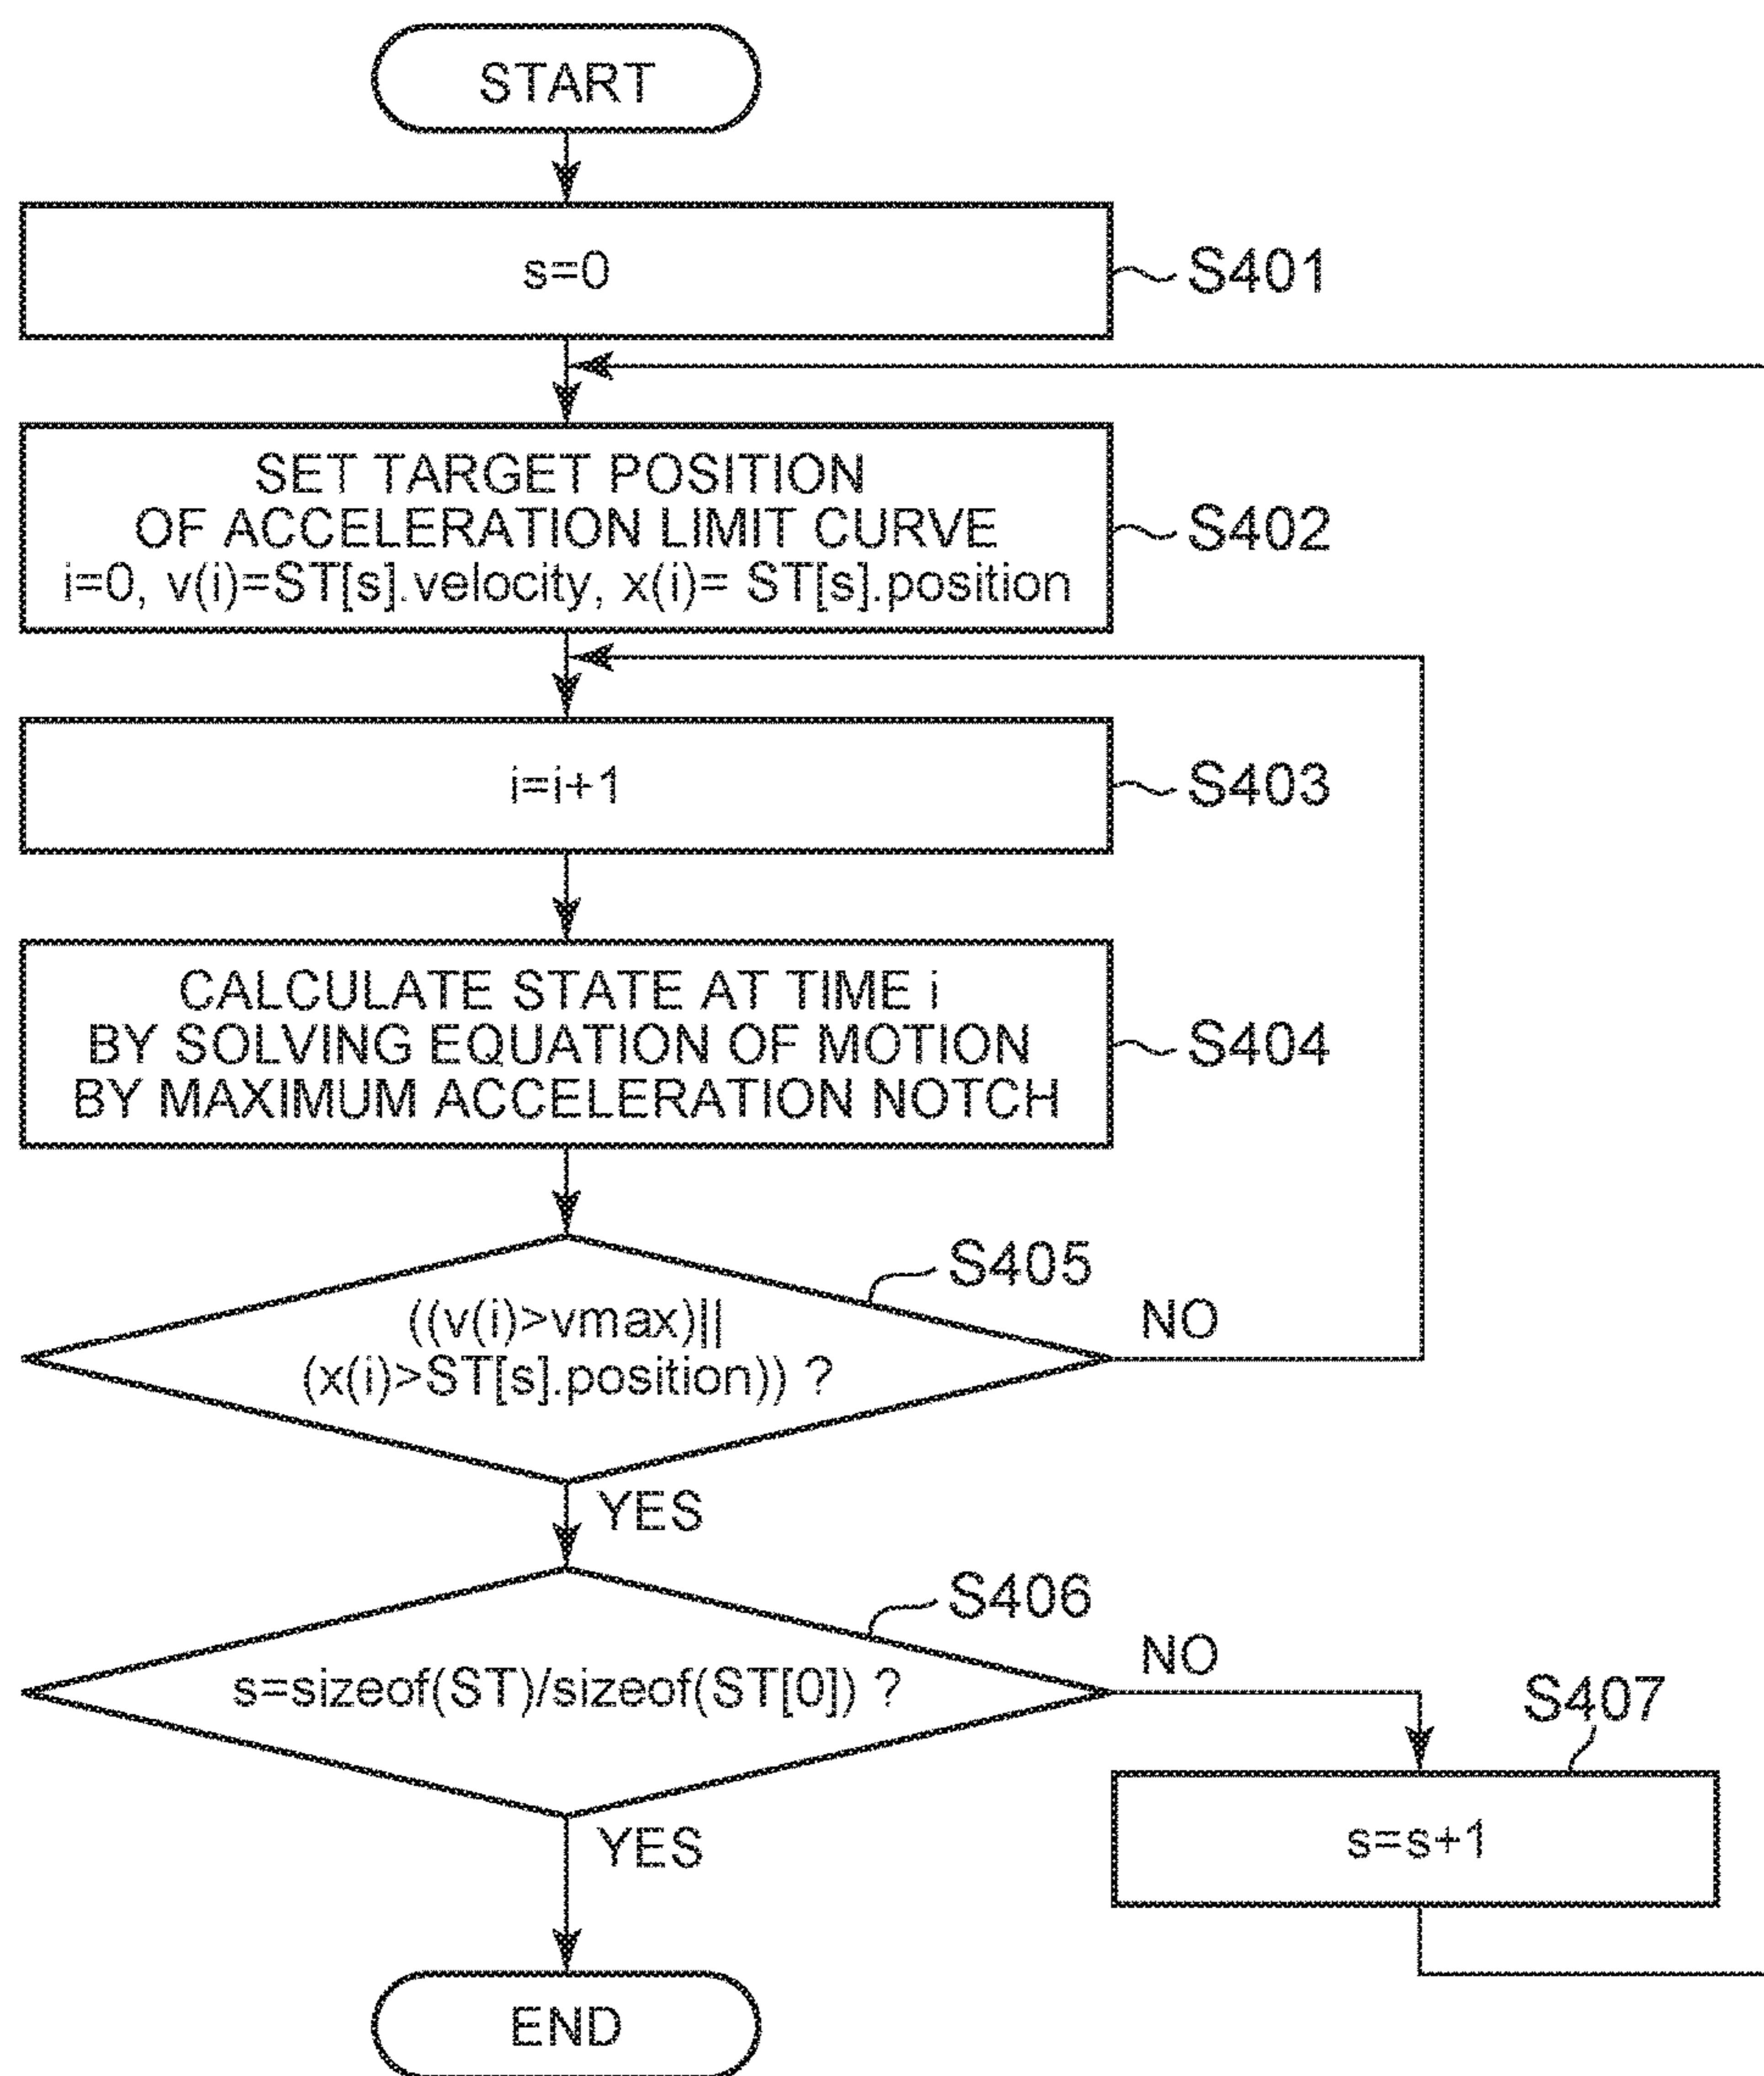 START
s=0
S401
SET TARGET POSITION
OF ACCELERATION LIMIT CURVE
i=0, v(i)=ST[s].velocity, x(i)= ST[s].position
S402
i=i+1
S403
CALCULATE STATE AT TIME i
BY SOLVING EQUATION OF MOTION
BY MAXIMUM ACCELERATION NOTCH
S404
S405
((v(i)>vmax)||
(x(i)>ST[s].position)) ?
NO
YES
S406
s=sizeof(ST)/sizeof(ST[0]) ?
NO
S407
s=s+1
YES
END